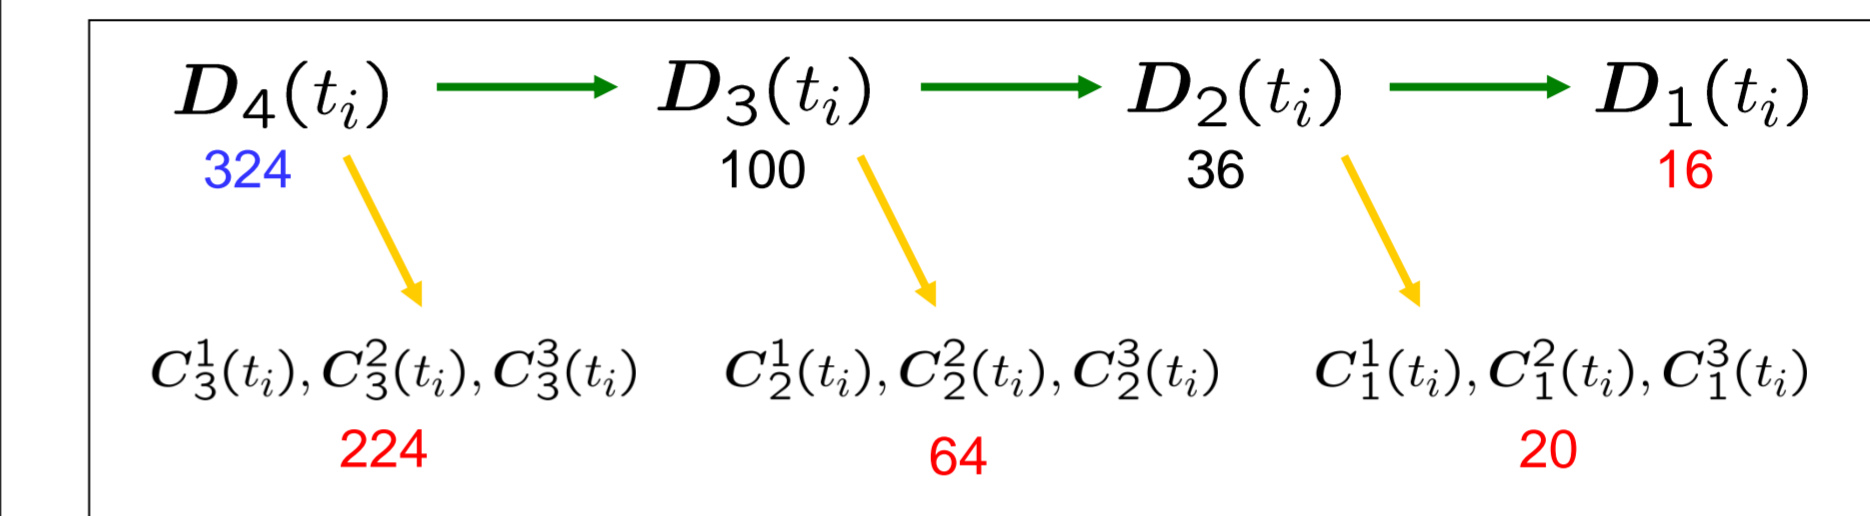 D₄(tᵢ) → D₃(tᵢ) → D₂(tᵢ) → D₁(tᵢ)
324 100 36 16
C₃¹(tᵢ), C₃²(tᵢ), C₃³(tᵢ) C₂¹(tᵢ), C₂²(tᵢ), C₂³(tᵢ) C₁¹(tᵢ), C₁²(tᵢ), C₁³(tᵢ)
224 64 20